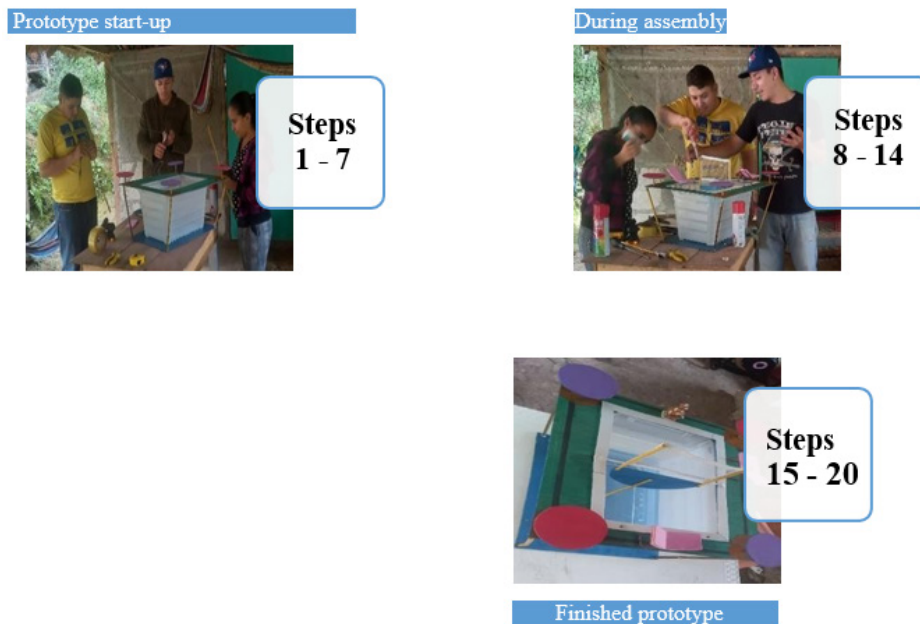 Prototype start-up
During assembly
Steps
1 - 7
Steps
8 - 14
Steps
15 - 20
Finished prototype